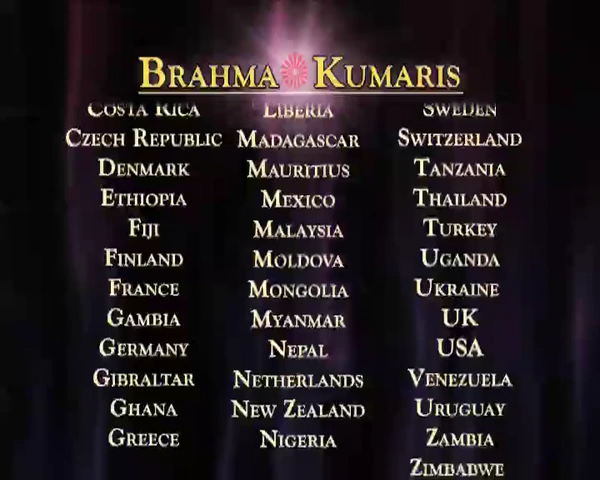 BRAHMA KUMARIS
COSTA RICA LIBERIA SWEDEN
CZECH REPUBLIC MADAGASCAR SWITZERLAND
DENMARK MAURITIUS TANZANIA
ETHIOPIA MEXICO THAILAND
FIJI MALAYSIA TURKEY
FINLAND MOLDOVA UGANDA
FRANCE MONGOLIA UKRAINE
GAMBIA MYANMAR UK
GERMANY NEPAL USA
GIBRALTAR NETHERLANDS VENEZUELA
GHANA NEW ZEALAND URUGUAY
GREECE NIGERIA ZAMBIA
ZIMBABWE